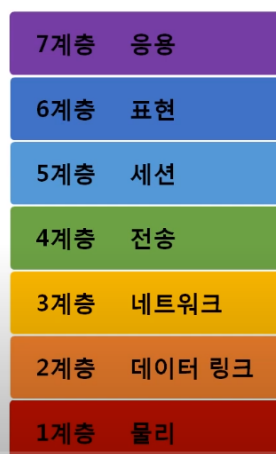 7계층 응용
6계층 표현
5계층 세션
4계층 전송
3계층 네트워크
2계층 데이터 링크
1계층 물리